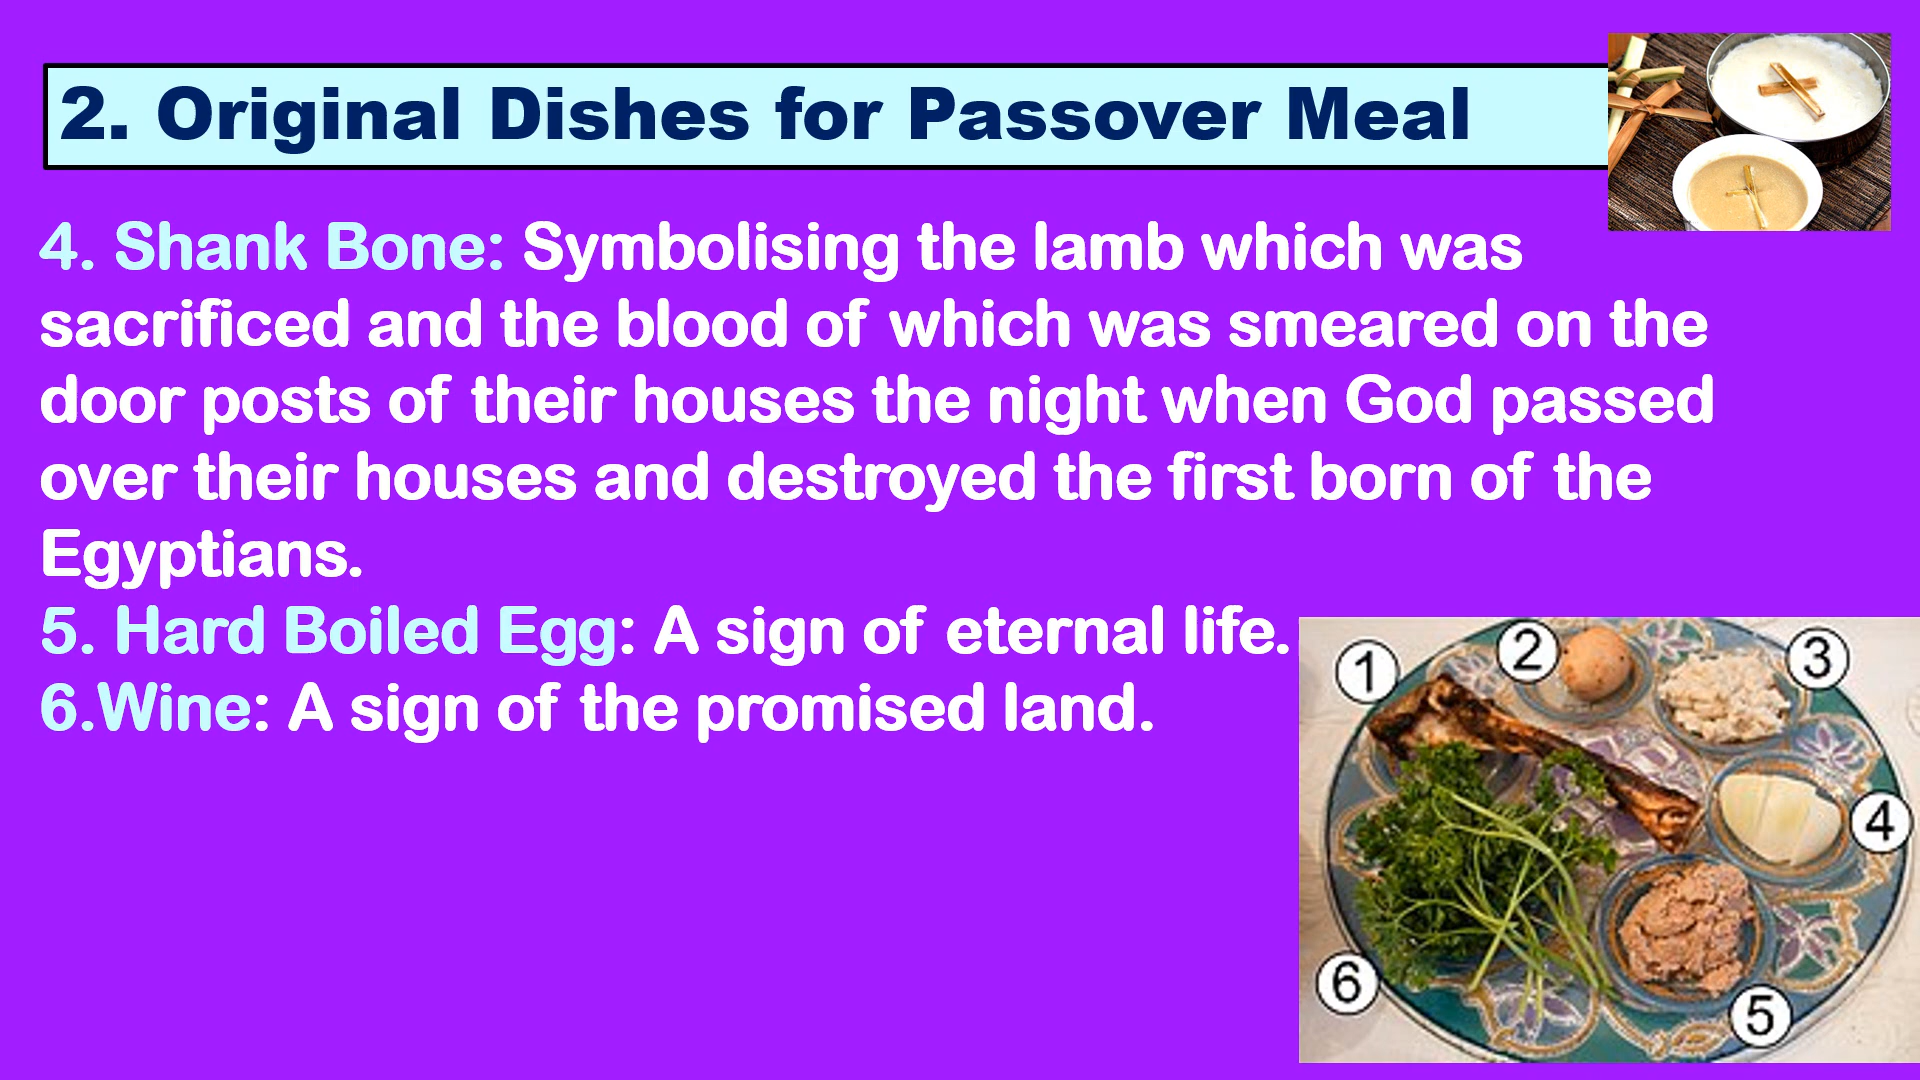 2. Original Dishes for Passover Meal
4. Shank Bone: Symbolising the lamb which was
sacrificed and the blood of which was smeared on the
door posts of their houses the night when God passed
over their houses and destroyed the first born of the
Egyptians.
5. Hard Boiled Egg: A sign of eternal life.
6.Wine: A sign of the promised land.
1
2
3
4
5
6